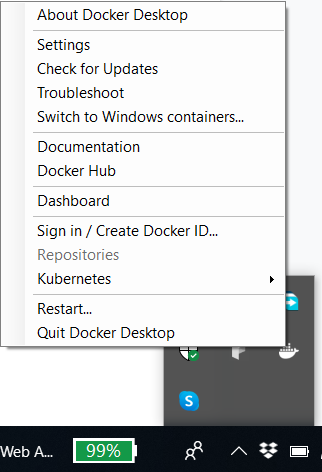 About Docker Desktop
Settings
Check for Updates
Troubleshoot
Switch to Windows containers...
Documentation
Docker Hub
Dashboard
Sign in / Create Docker ID...
Repositories
Kubernetes
Restart...
Quit Docker Desktop
Web A...
99%